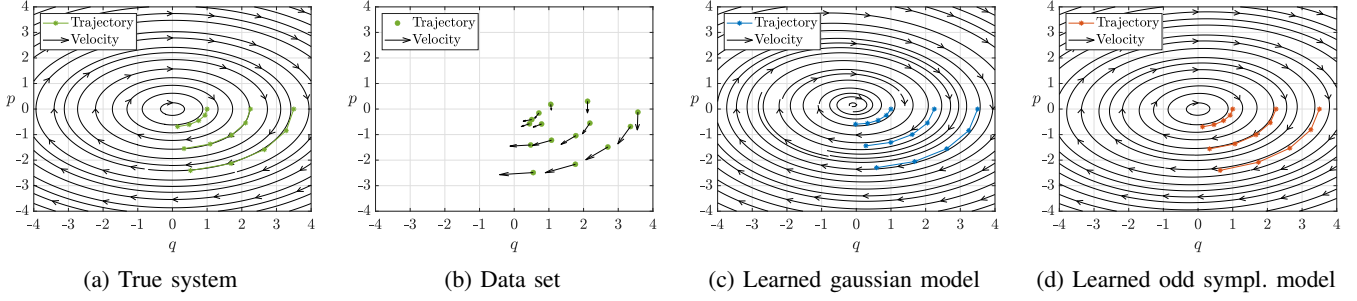 4
3
2
1
0
-1
-2
-3
-4
p
-4 -3 -2 -1 0 1 2 3 4
q
Trajectory
Velocity
(a) True system
4
3
2
1
0
-1
-2
-3
-4
p
-4 -3 -2 -1 0 1 2 3 4
q
Trajectory
Velocity
(b) Data set
4
3
2
1
0
-1
-2
-3
-4
p
-4 -3 -2 -1 0 1 2 3 4
q
Trajectory
Velocity
(c) Learned gaussian model
4
3
2
1
0
-1
-2
-3
-4
p
-4 -3 -2 -1 0 1 2 3 4
q
Trajectory
Velocity
(d) Learned odd sympl. model